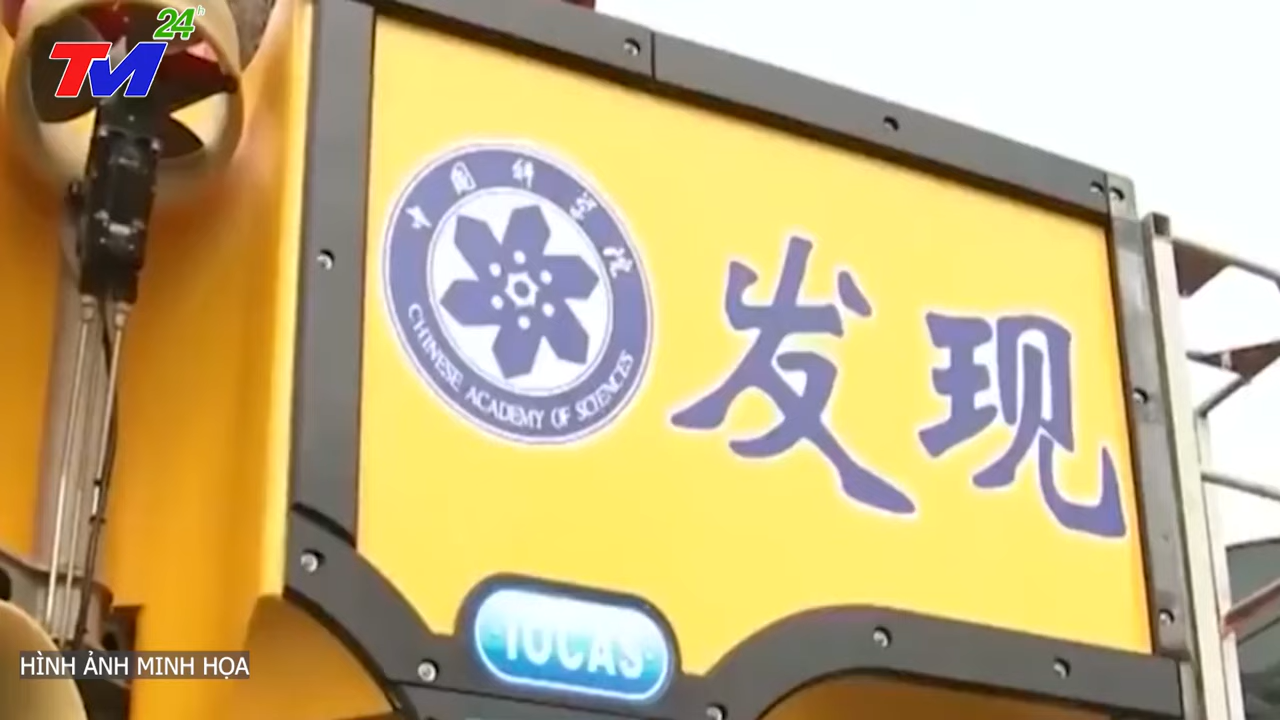 TM 24h
中国科学院
CHINESE ACADEMY OF SCIENCES
发现
IOCAS
HÌNH ẢNH MINH HỌA